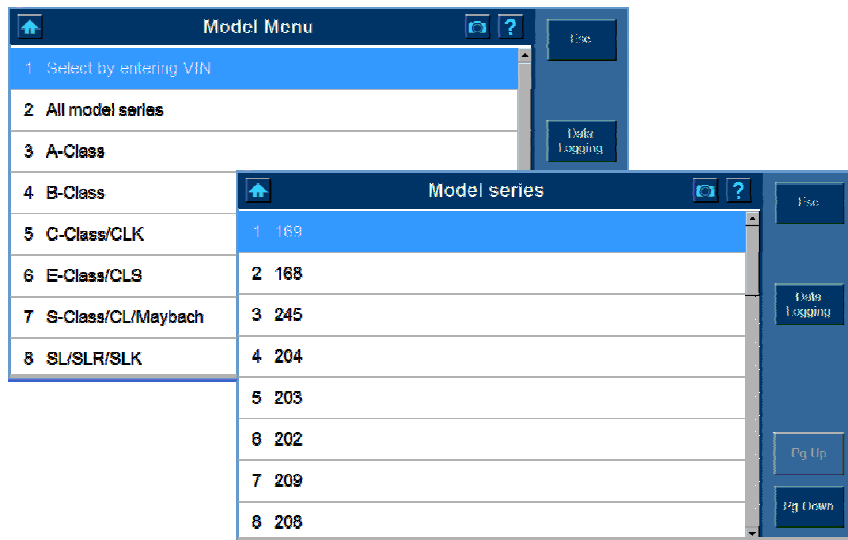 Model Menu
?
Esc
1 Select by entering VIN
2 All model series
Data
Logging
3 A-Class
4 B-Class
5 C-Class/CLK
6 E-Class/CLS
7 S-Class/CL/Maybach
8 SL/SLR/SLK
Model series
?
Esc
1 169
2 168
3 245
Data
Logging
4 204
5 203
6 202
7 209
Pg Up
8 208
Pg Down